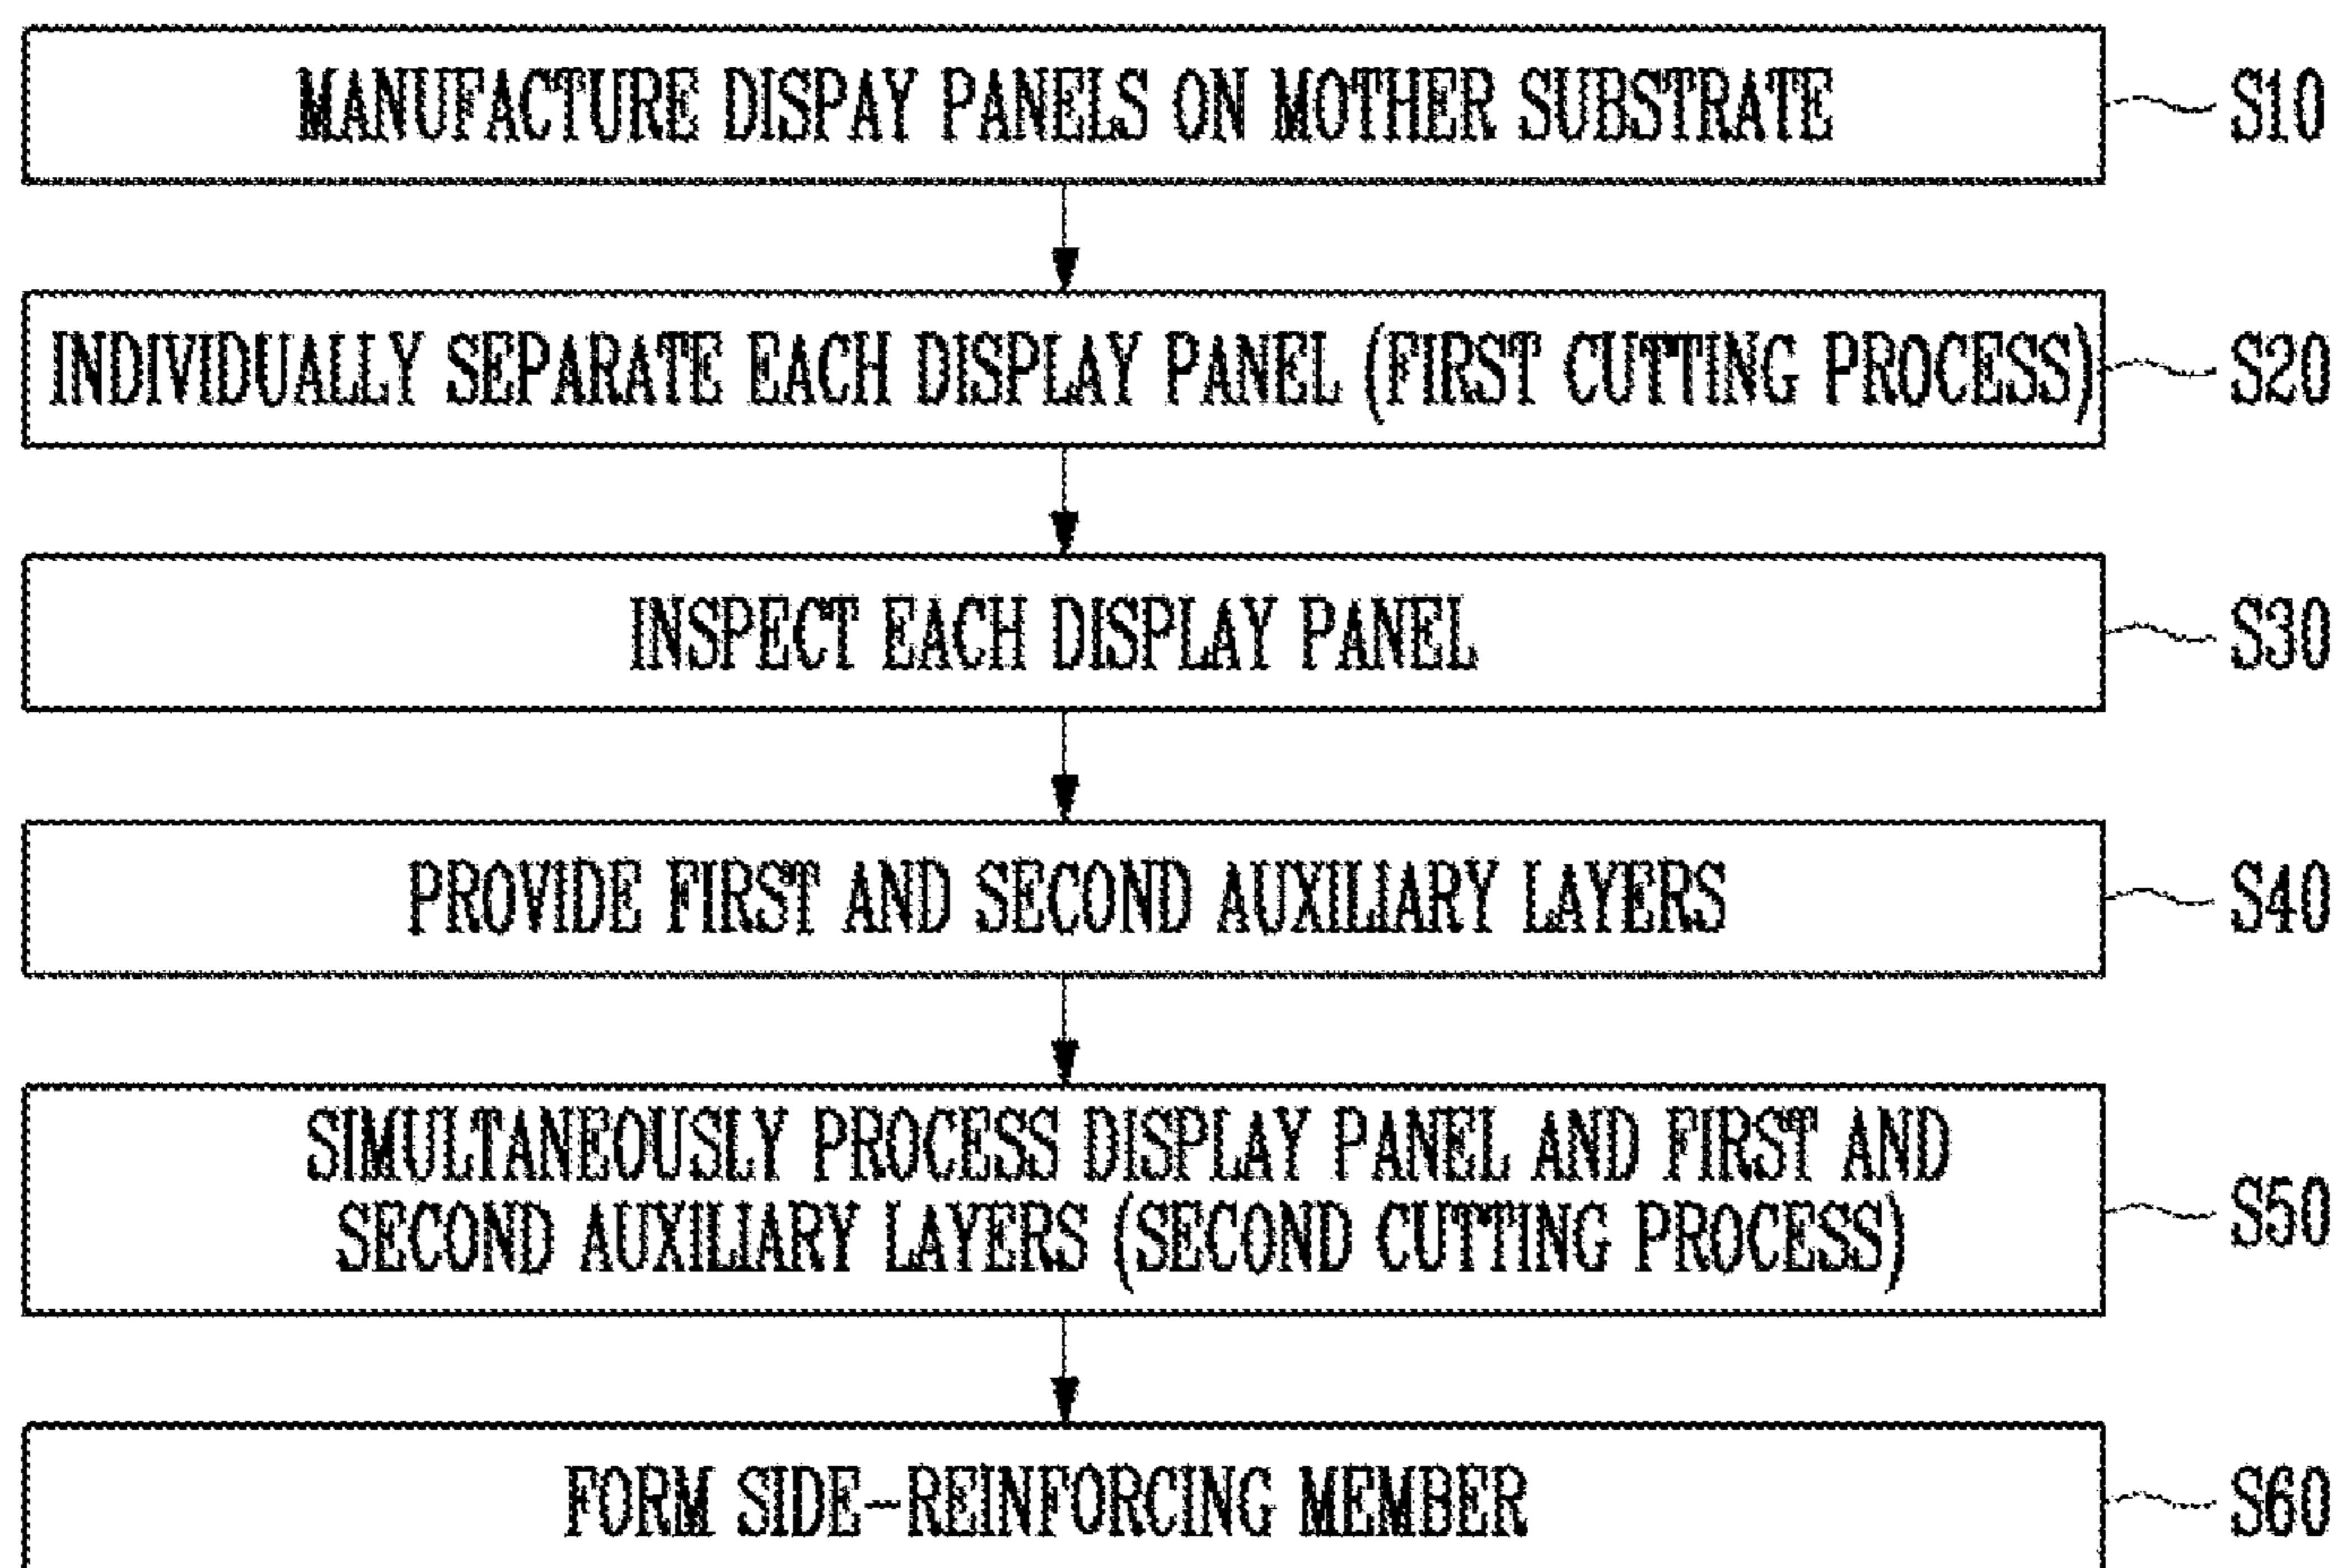 MANUFACTURE DISPAY PANELS ON MOTHER SUBSTRATE
S10
INDIVIDUALLY SEPARATE EACH DISPLAY PANEL (FIRST CUTTING PROCESS)
S20
INSPECT EACH DISPLAY PANEL
S30
PROVIDE FIRST AND SECOND AUXILIARY LAYERS
S40
SIMULTANEOUSLY PROCESS DISPLAY PANEL AND FIRST AND
SECOND AUXILIARY LAYERS (SECOND CUTTING PROCESS)
S50
FORM SIDE-REINFORCING MEMBER
S60